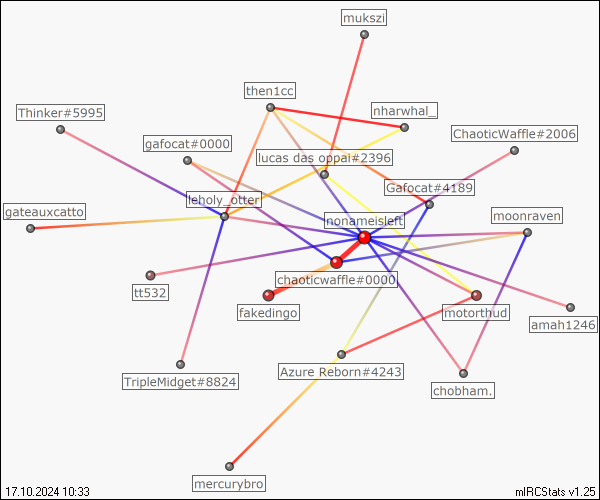 mukszi
then1cc
Thinker#5995
nharwhal_
ChaoticWaffle#2006
gafocat#0000
lucas das oppai#2396
Gafocat#4189
leholy_otter
gateauxcatto
nonameisleft
moonraven
chaoticwaffle#0000
tt532
fakedingo
motorthud
amah1246
Azure Reborn#4243
TripleMidget#8824
chobham.
mercurybro
17.10.2024 10:33
mIRCStats v1.25